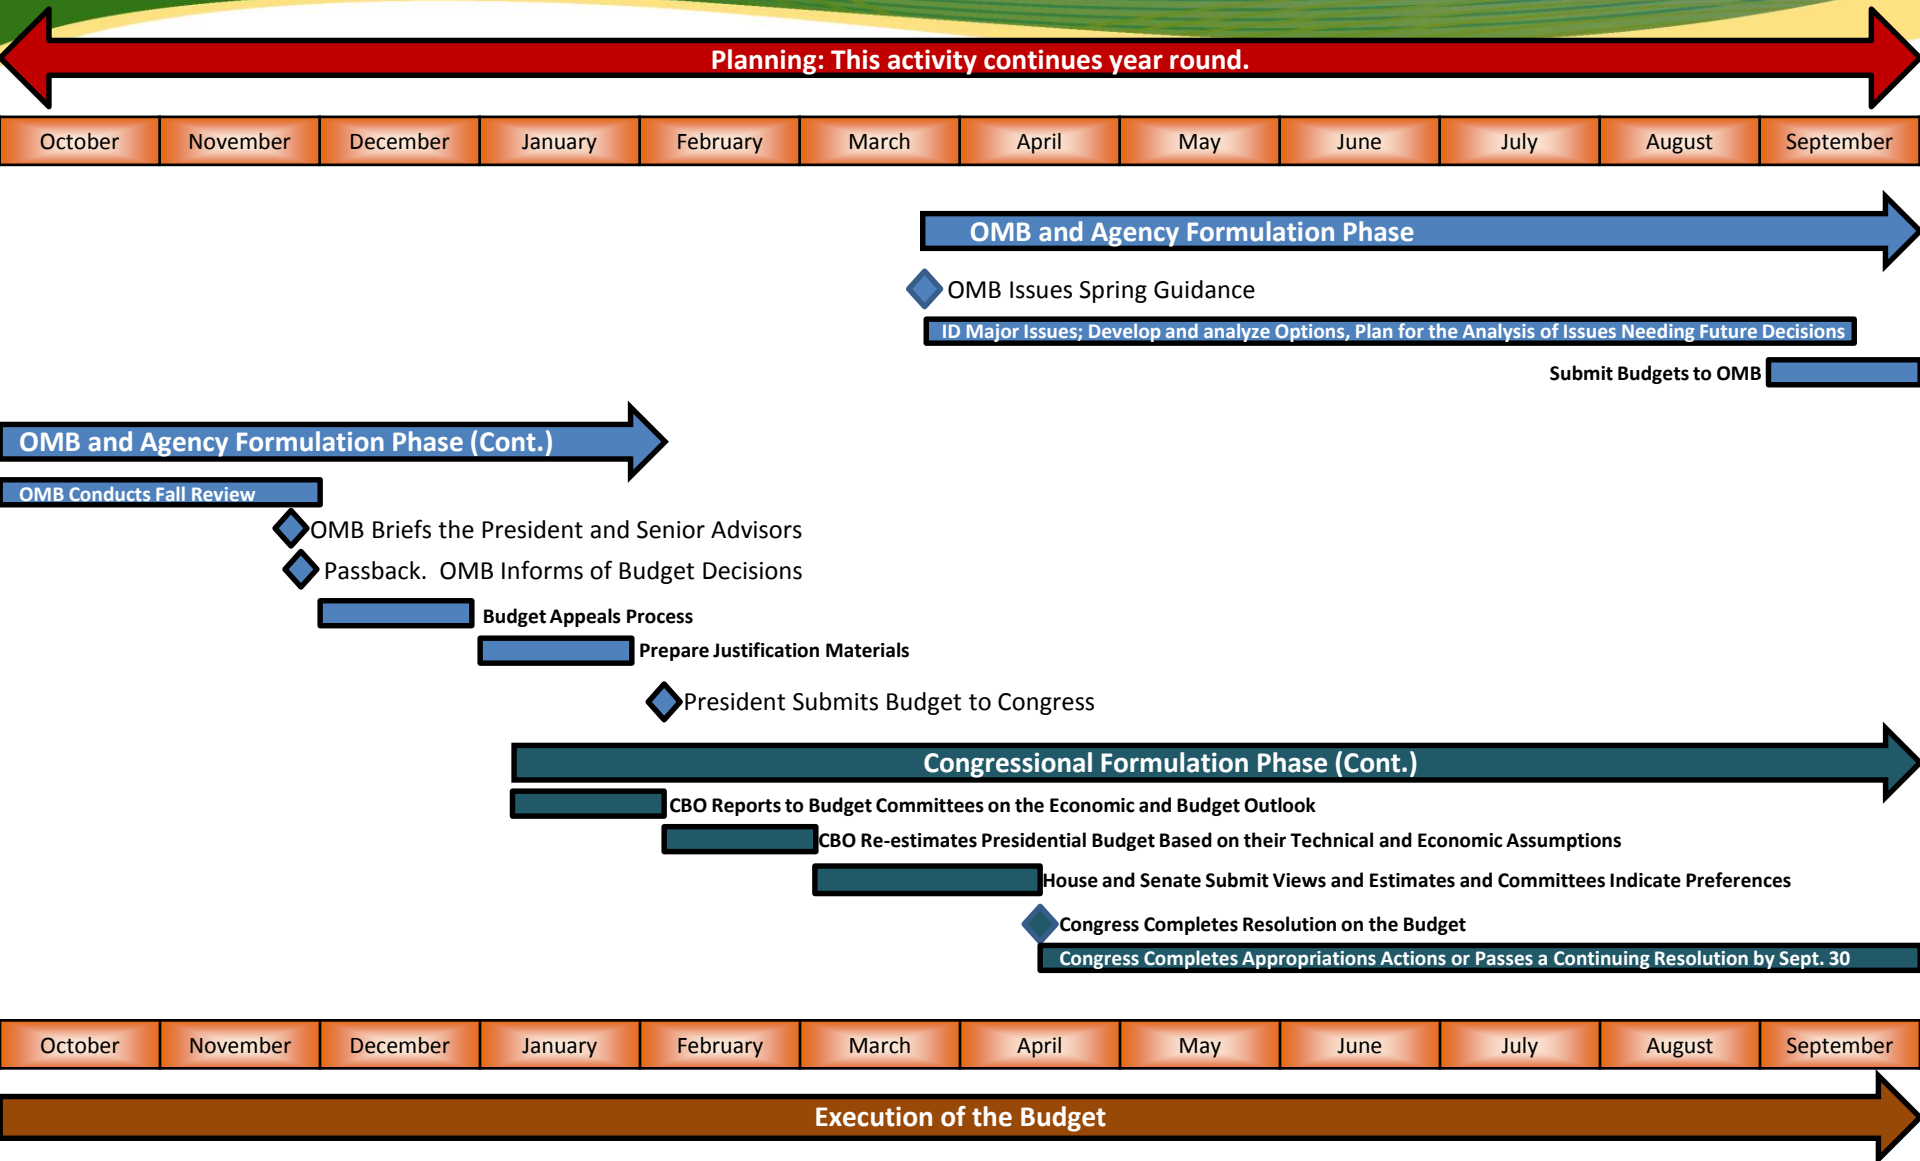 Planning: This activity continues year round.
October November December January February March April May June July August September
OMB and Agency Formulation Phase
OMB Issues Spring Guidance
ID Major Issues; Develop and analyze Options, Plan for the Analysis of Issues Needing Future Decisions
Submit Budgets to OMB
OMB and Agency Formulation Phase (Cont.)
OMB Conducts Fall Review
OMB Briefs the President and Senior Advisors
Passback.  OMB Informs of Budget Decisions
Budget Appeals Process
Prepare Justification Materials
President Submits Budget to Congress
Congressional Formulation Phase (Cont.)
CBO Reports to Budget Committees on the Economic and Budget Outlook
CBO Re-estimates Presidential Budget Based on their Technical and Economic Assumptions
House and Senate Submit Views and Estimates and Committees Indicate Preferences
Congress Completes Resolution on the Budget
Congress Completes Appropriations Actions or Passes a Continuing Resolution by Sept. 30
October November December January February March April May June July August September
Execution of the Budget